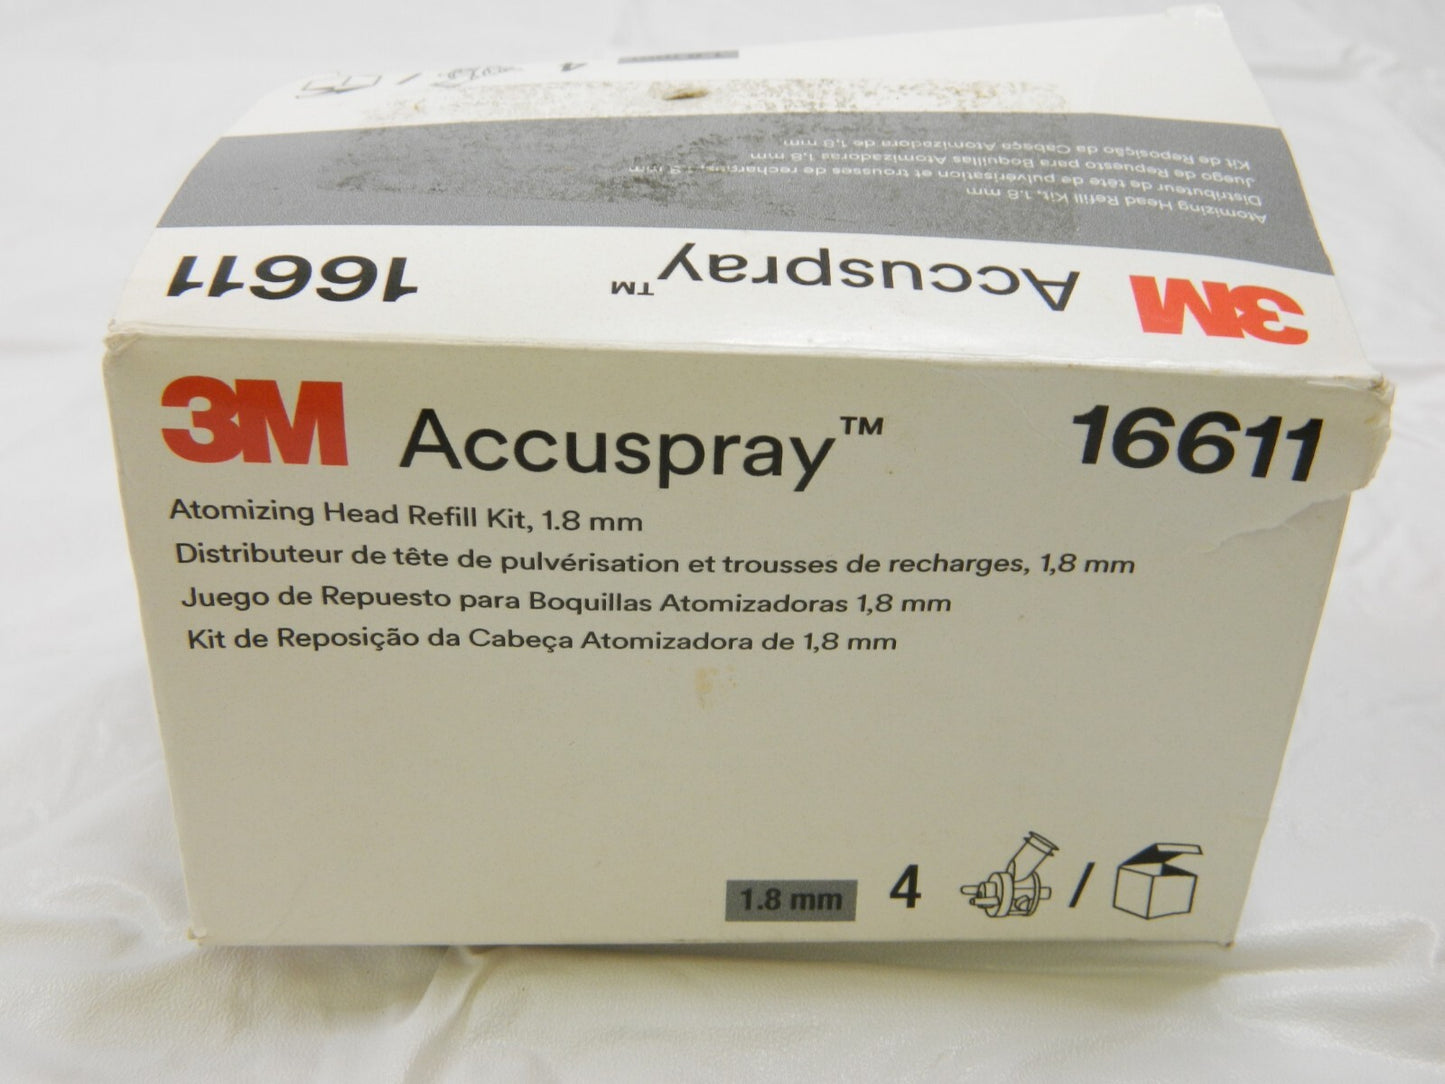 4 / 1.8 mm
Kit de Reposição da Cabeça Atomizadora de 1,8 mm
Juego de Repuesto para Boquillas Atomizadoras 1,8 mm
Distributeur de tête de pulvérisation et trousses de recharges, 1,8 mm
Atomizing Head Refill Kit, 1.8 mm
16611 3M Accuspray™
3M Accuspray™ 16611
Atomizing Head Refill Kit, 1.8 mm
Distributeur de tête de pulvérisation et trousses de recharges, 1,8 mm
Juego de Repuesto para Boquillas Atomizadoras 1,8 mm
Kit de Reposição da Cabeça Atomizadora de 1,8 mm
1.8 mm 4 /